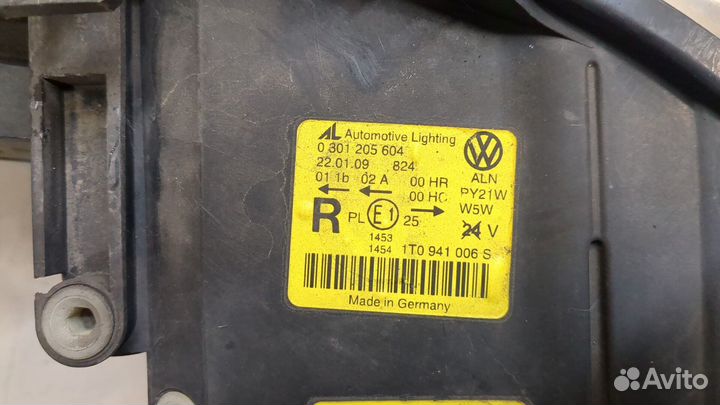 AL Automotive Lighting
0 301 205 604
22.01.09 824
ALN
01 1b 02 A 00 HR
PY21W
00 HC
W5W
R PL E1 25
24 V
1453
1454 1T0 941 006 S
Made in Germany
Avito